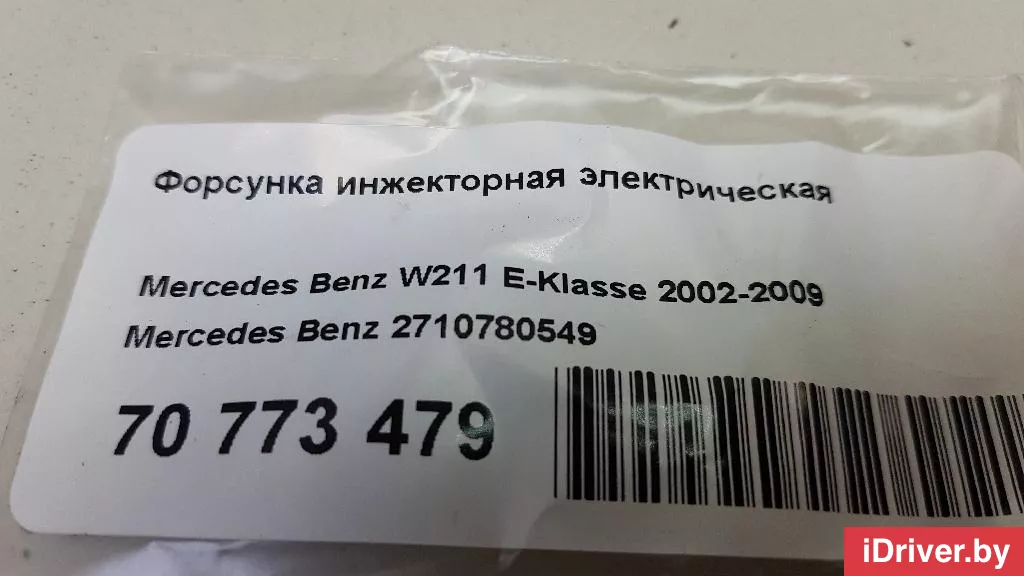 Форсунка инжекторная электрическая
Mercedes Benz W211 E-Klasse 2002-2009
Mercedes Benz 2710780549
70 773 479
iDriver.by